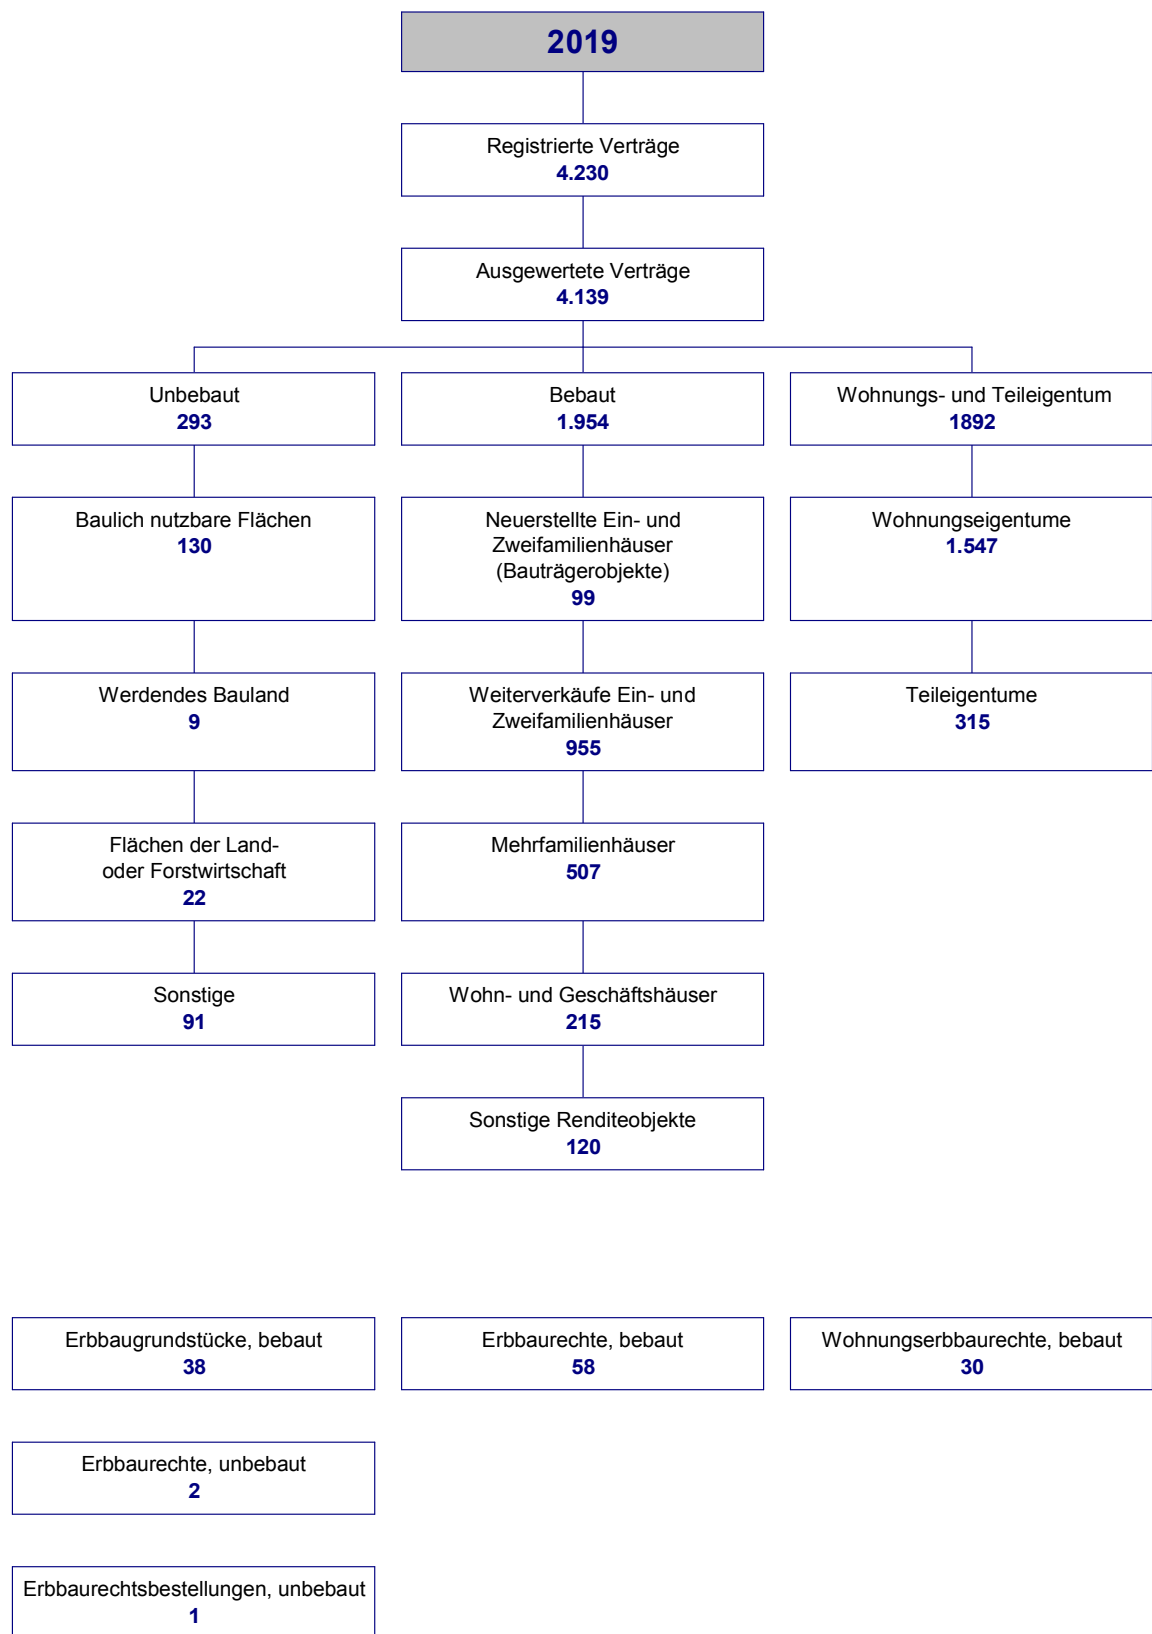 2019
Registrierte Verträge
4.230
Ausgewertete Verträge
4.139
Unbebaut
293
Bebaut
1.954
Wohnungs- und Teileigentum
1892
Baulich nutzbare Flächen
130
Neuerstellte Ein- und
Zweifamilienhäuser
(Bauträgerobjekte)
99
Wohnungseigentume
1.547
Werdendes Bauland
9
Weiterverkäufe Ein- und
Zweifamilienhäuser
955
Teileigentume
315
Flächen der Land-
oder Forstwirtschaft
22
Mehrfamilienhäuser
507
Sonstige
91
Wohn- und Geschäftshäuser
215
Sonstige Renditeobjekte
120
Erbbaugrundstücke, bebaut
38
Erbbaurechte, bebaut
58
Wohnungserbbaurechte, bebaut
30
Erbbaurechte, unbebaut
2
Erbbaurechtsbestellungen, unbebaut
1